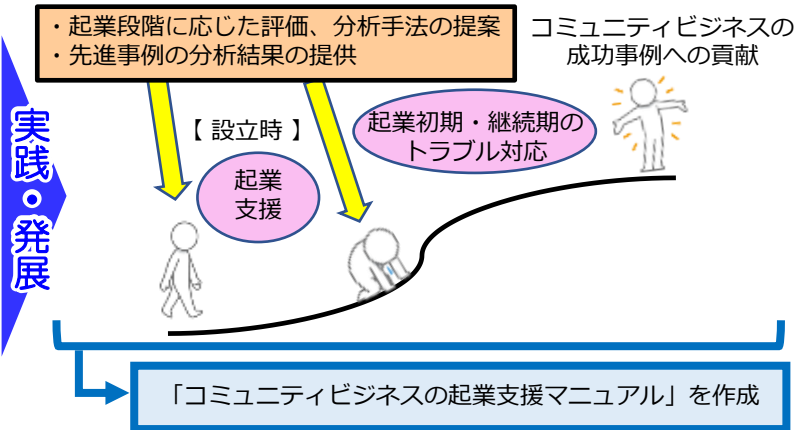 ・起業段階に応じた評価、分析手法の提案
・先進事例の分析結果の提供
コミュニティビジネスの
成功事例への貢献
実践・発展
【 設立時 】
起業
支援
起業初期・継続期の
トラブル対応
「コミュニティビジネスの起業支援マニュアル」を作成